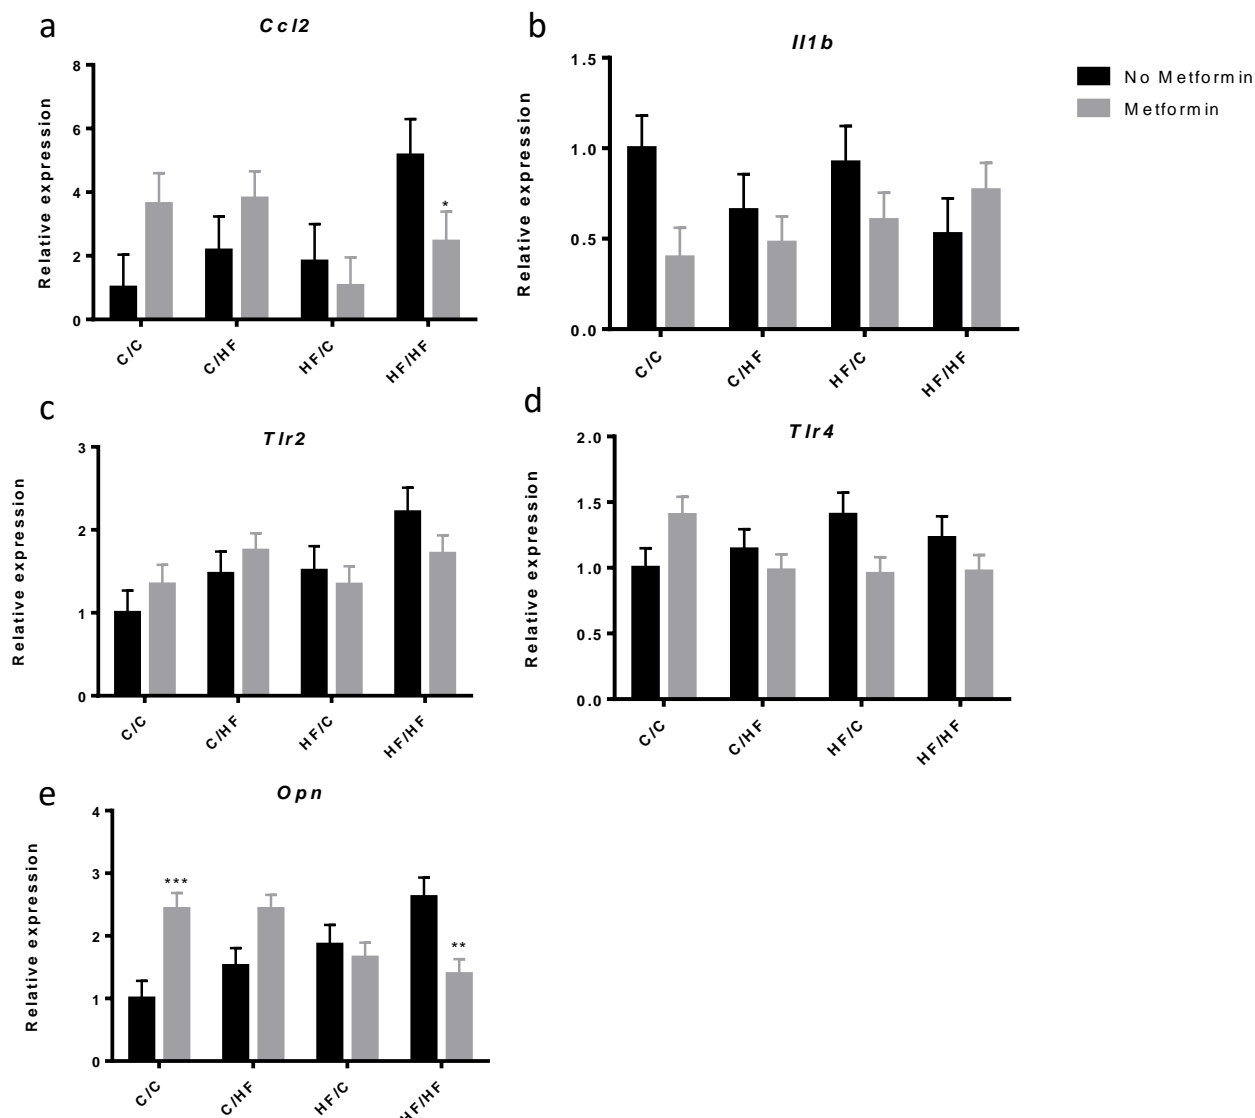 a
Ccl2
Relative expression
8
6
4
2
0
*
C/C
C/HF
HF/C
HF/HF
b
Il1b
Relative expression
1.5
1.0
0.5
0.0
C/C
C/HF
HF/C
HF/HF
No Metformin
Metformin
c
Tlr2
Relative expression
3
2
1
0
C/C
C/HF
HF/C
HF/HF
d
Tlr4
Relative expression
2.0
1.5
1.0
0.5
0.0
C/C
C/HF
HF/C
HF/HF
e
Opn
Relative expression
4
3
2
1
0
***
**
C/C
C/HF
HF/C
HF/HF